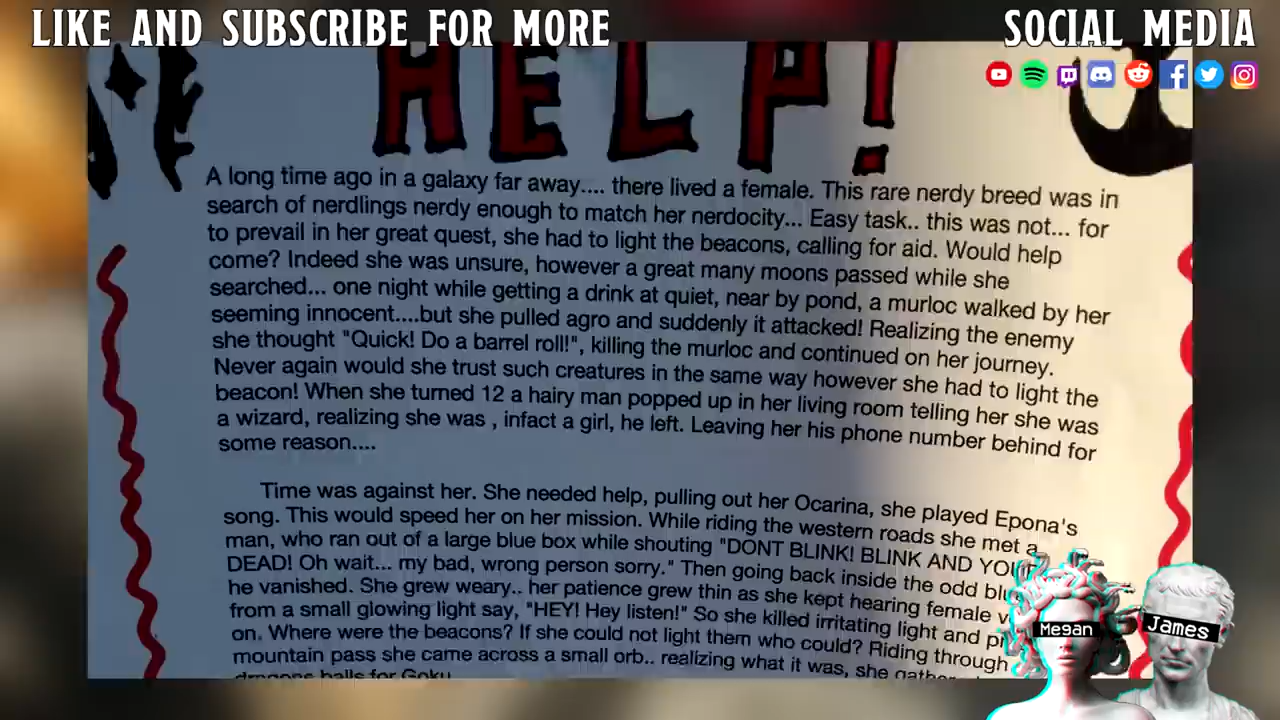 LIKE AND SUBSCRIBE FOR MORE
SOCIAL MEDIA
HELP!
A long time ago in a galaxy far away.... there lived a female. This rare nerdy breed was in
search of nerdlings nerdy enough to match her nerdocity... Easy task.. this was not... for
to prevail in her great quest, she had to light the beacons, calling for aid. Would help
come? Indeed she was unsure, however a great many moons passed while she
searched... one night while getting a drink at quiet, near by pond, a murloc walked by her
seeming innocent....but she pulled agro and suddenly it attacked! Realizing the enemy
she thought "Quick! Do a barrel roll!", killing the murloc and continued on her journey.
Never again would she trust such creatures in the same way however she had to light the
beacon! When she turned 12 a hairy man popped up in her living room telling her she was
a wizard, realizing she was , infact a girl, he left. Leaving her his phone number behind for
some reason....
Time was against her. She needed help, pulling out her Ocarina, she played Epona's
song. This would speed her on her mission. While riding the western roads she met a
man, who ran out of a large blue box while shouting "DONT BLINK! BLINK AND
DEAD! Oh wait... my bad, wrong person sorry." Then going back inside the odd
he vanished. She grew weary.. her patience grew thin as she kept hearing female
from a small glowing light say, "HEY! Hey listen!" So she killed irritating light and
on. Where were the beacons? If she could not light them who could? Riding through
mountain pass she came across a small orb.. realizing what it was, she
dragons balls for Goku
Megan
James